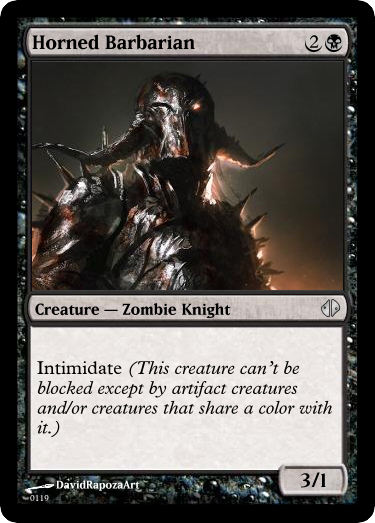 Horned Barbarian 2
Creature — Zombie Knight
Intimidate (This creature can't be
blocked except by artifact creatures
and/or creatures that share a color with
it.)
DavidRapozaArt
3/1
0119